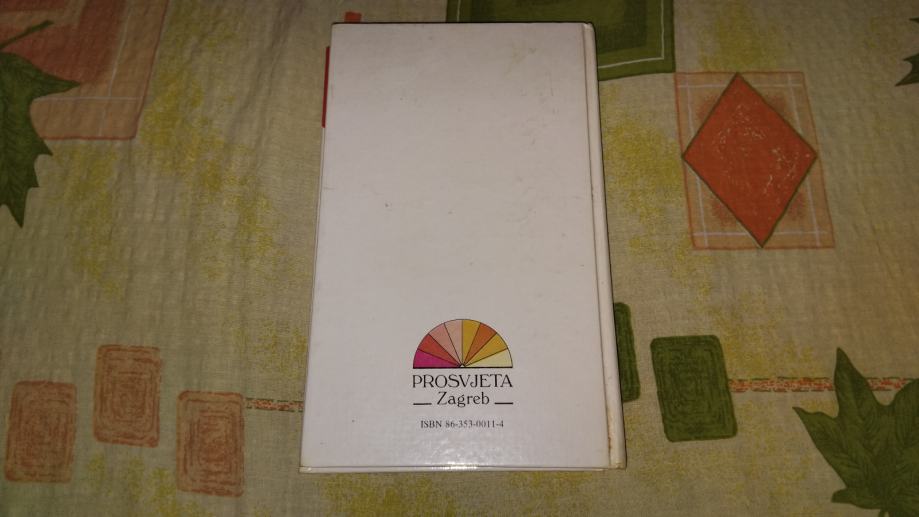 PROSVJETA
Zagreb
ISBN 86-353-0011-4